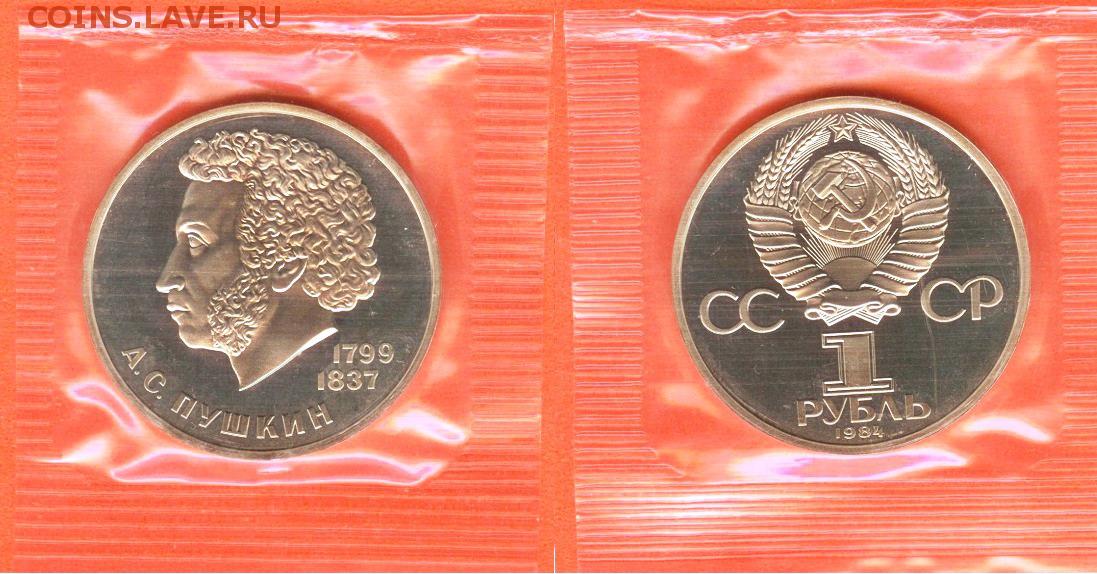 COINS.LAVE.RU
1799
1837
А.С. ПУШКИН
СС СР
1
РУБЛЬ
1984